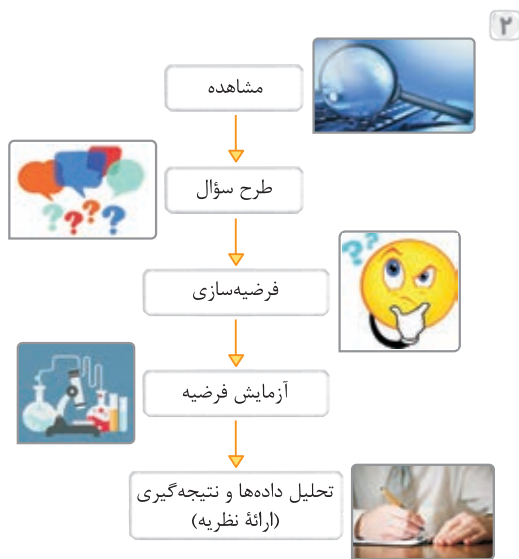 ۲
مشاهده
طرح سؤال
فرضیه‌سازی
آزمایش فرضیه
تحلیل داده‌ها و نتیجه‌گیری
(ارائهٔ نظریه)